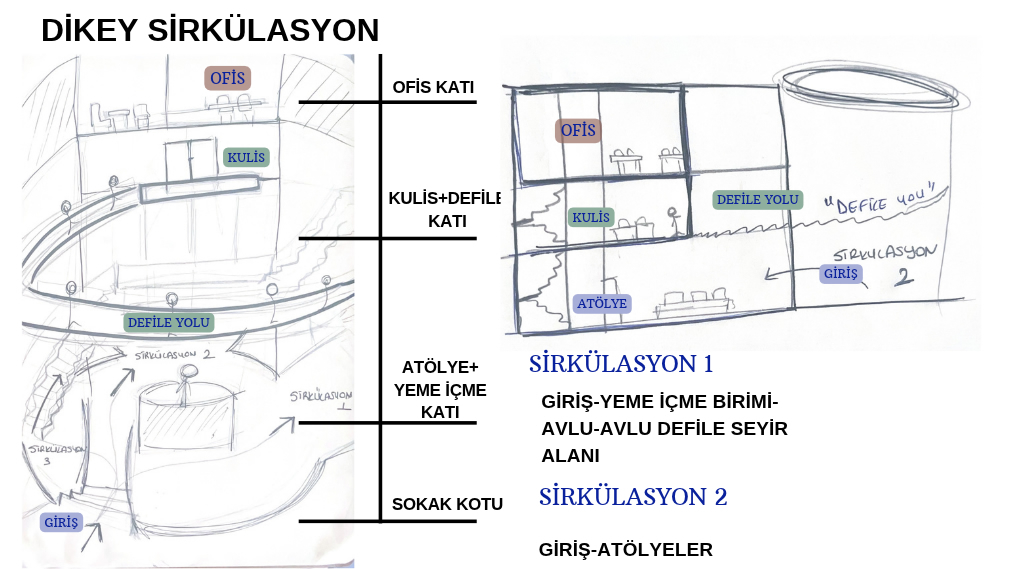 DİKEY SİRKÜLASYON
OFİS
KULİS
DEFİLE YOLU
SİRKÜLASYON 2
SİRKÜLASYON
1
SİRKÜLASYON
3
GİRİŞ
OFİS KATI
KULİS+DEFİLE
KATI
ATÖLYE+
YEME İÇME
KATI
SOKAK KOTU
OFİS
KULİS
DEFİLE YOLU
"DEFİLE YOLU"
SİRKÜLASYON
2
GİRİŞ
ATÖLYE
SİRKÜLASYON 1
GİRİŞ-YEME İÇME BİRİMİ-
AVLU-AVLU DEFİLE SEYİR
ALANI
SİRKÜLASYON 2
GİRİŞ-ATÖLYELER